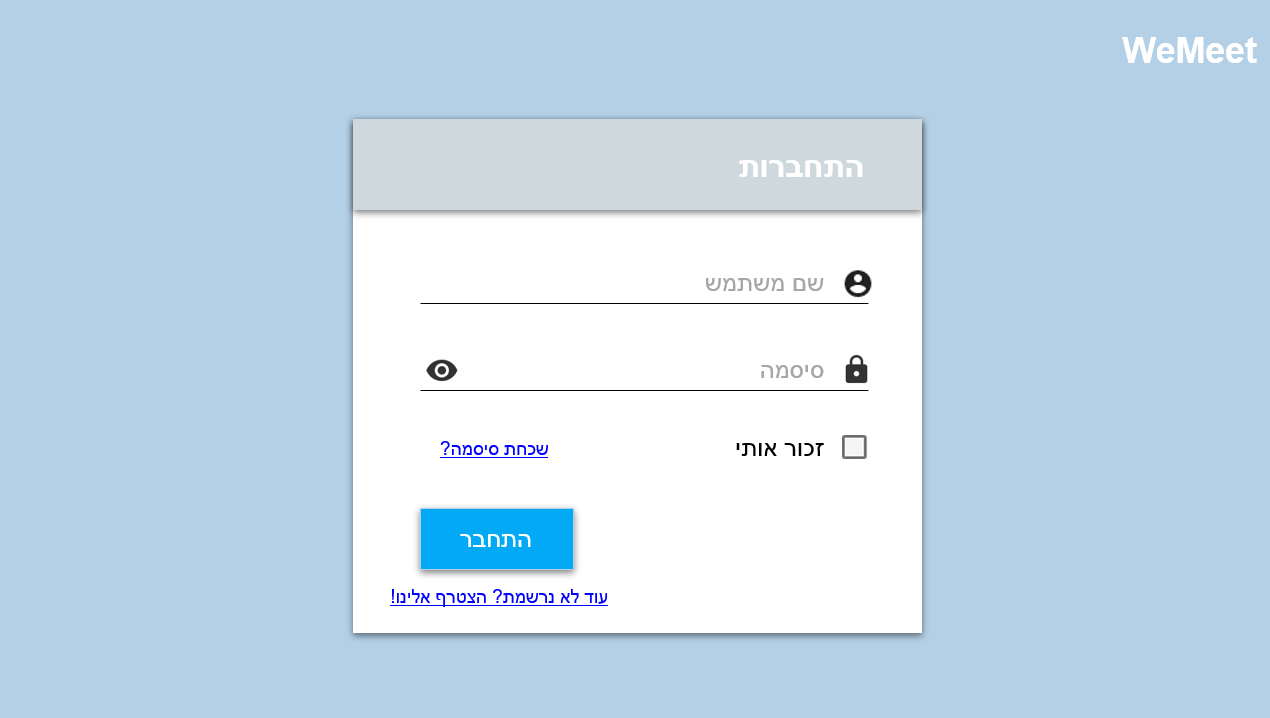 WeMeet
התחברות
שם משתמש
סיסמה
זכור אותי
שכחת סיסמה?
התחבר
עוד לא נרשמת? הצטרף אלינו!